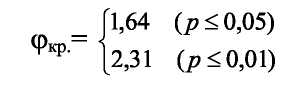 φкр.= { 1,64 (p ≤ 0,05)
2,31 (p ≤ 0,01)